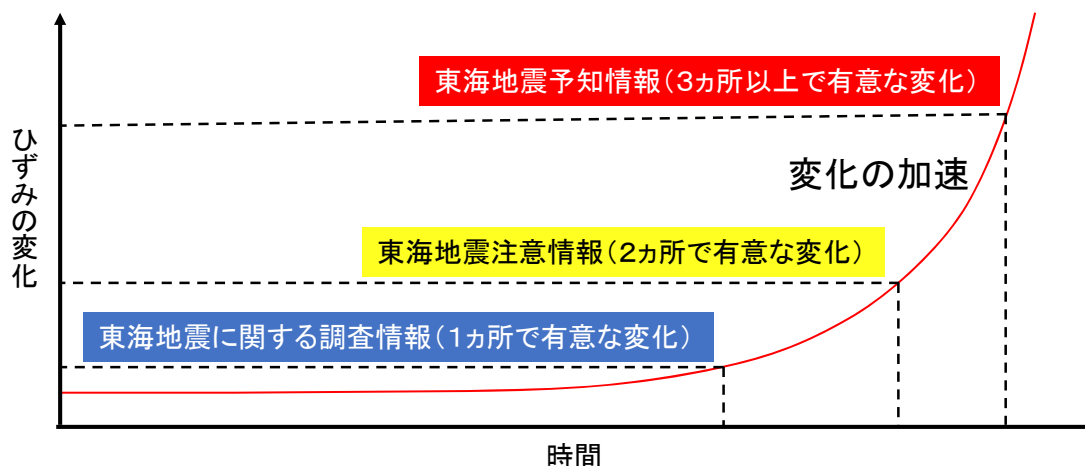 東海地震予知情報(3ヵ所以上で有意な変化)
変化の加速
東海地震注意情報(2ヵ所で有意な変化)
東海地震に関する調査情報(1ヵ所で有意な変化)
ひずみの変化
時間